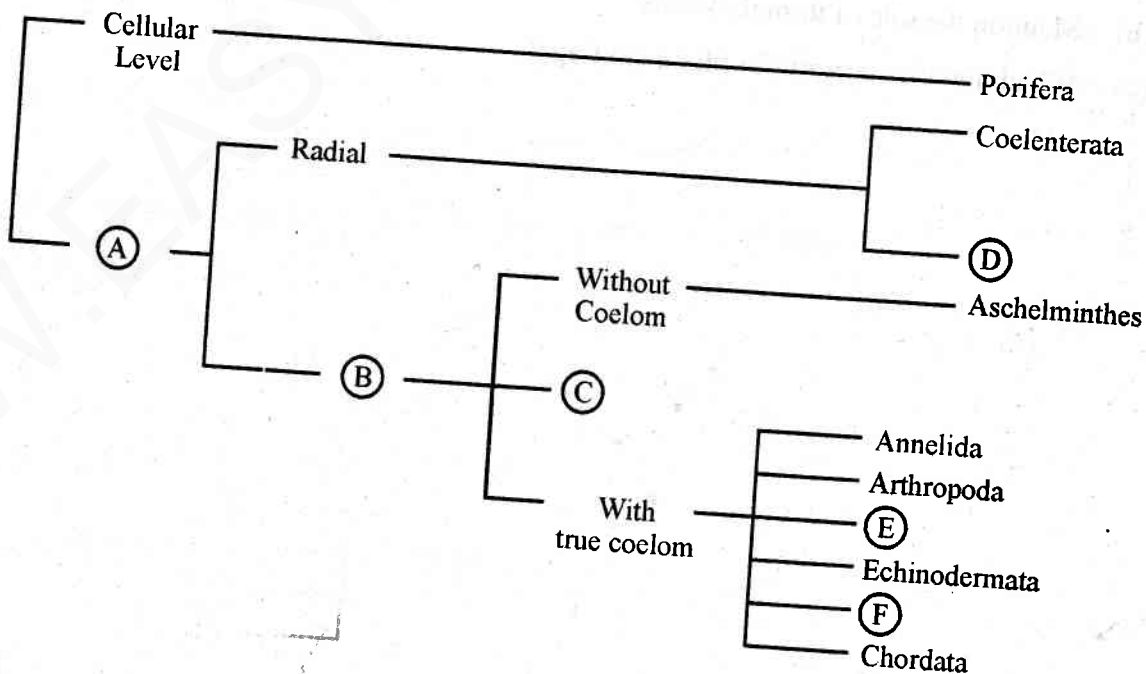 Cellular
Level
Porifera
Coelenterata
Radial
A
D
Without
Coelom
Aschelminthes
B
C
Annelida
Arthropoda
With
true coelom
E
Echinodermata
F
Chordata